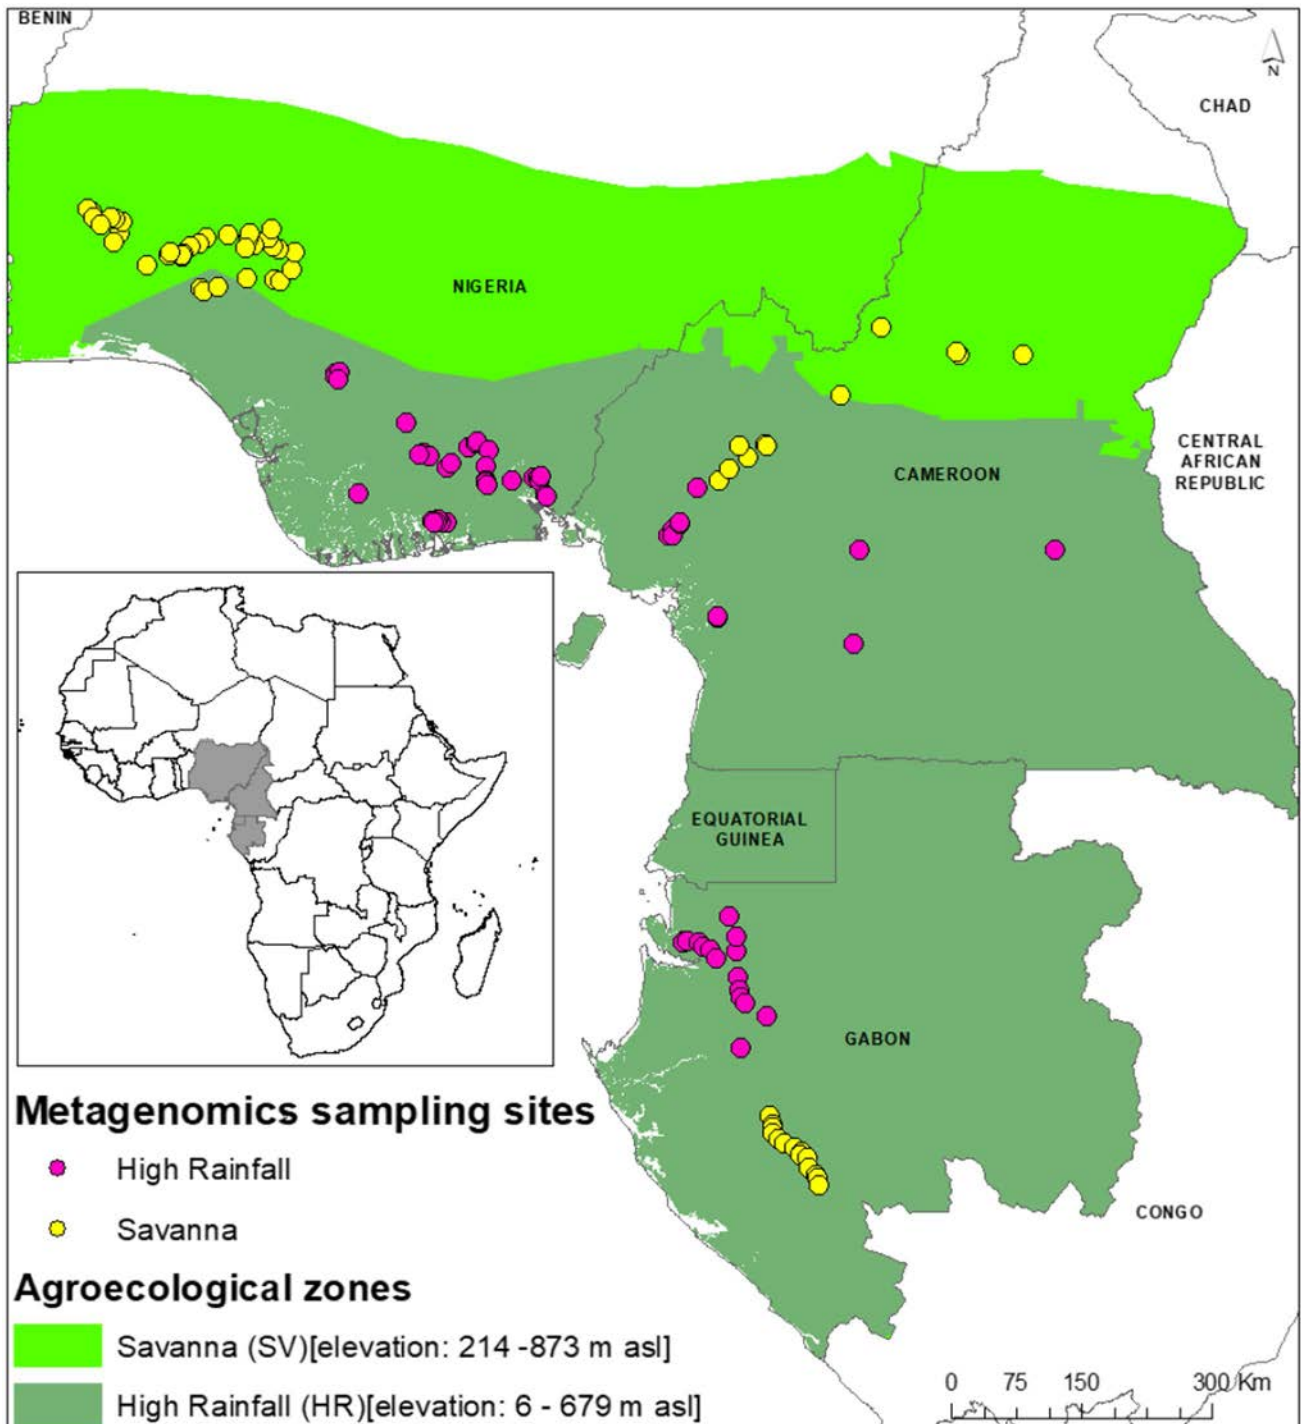 BENIN
N
CHAD
NIGERIA
CENTRAL
AFRICAN
REPUBLIC
CAMEROON
EQUATORIAL
GUINEA
GABON
CONGO
Metagenomics sampling sites
High Rainfall
Savanna
Agroecological zones
Savanna (SV)[elevation: 214 -873 m asl]
High Rainfall (HR)[elevation: 6 - 679 m asl]
0 75 150 300 Km